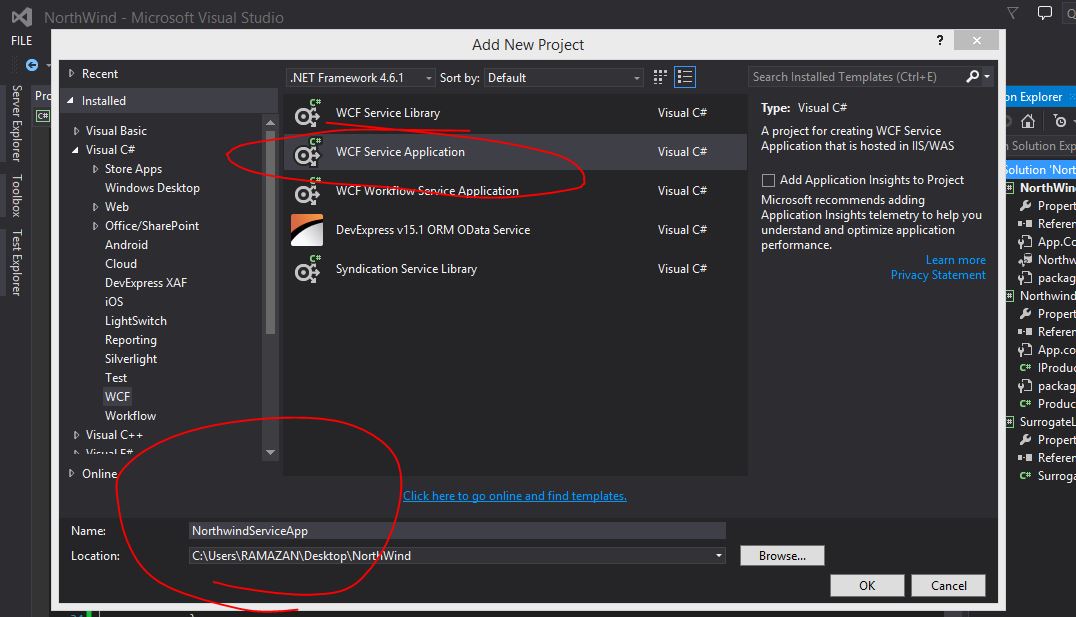 NorthWind - Microsoft Visual Studio
FILE
Add New Project
?
Server Explorer
Toolbox
Test Explorer
Recent
Installed
Visual Basic
Visual C#
Store Apps
Windows Desktop
Web
Office/SharePoint
Android
Cloud
DevExpress XAF
iOS
LightSwitch
Reporting
Silverlight
Test
WCF
Workflow
Visual C++
Visual F#
Online
.NET Framework 4.6.1
Sort by: Default
Search Installed Templates (Ctrl+E)
C# WCF Service Library Visual C#
C# WCF Service Application Visual C#
C# WCF Workflow Service Application Visual C#
DevExpress v15.1 ORM OData Service Visual C#
C# Syndication Service Library Visual C#
Click here to go online and find templates.
Type: Visual C#
A project for creating WCF Service
Application that is hosted in IIS/WAS
Add Application Insights to Project
Microsoft recommends adding
Application Insights telemetry to help you
understand and optimize application
performance.
Learn more
Privacy Statement
Name: NorthwindServiceApp
Location: C:\Users\RAMAZAN\Desktop\NorthWind
Browse...
OK
Cancel
Pro
C#
on Explorer
Solution Exp
Solution 'Nort
NorthWin
Propert
Referen
App.Co
Northw
packag
Northwind
Propert
Referen
App.co
C# IProduc
packag
C# Produc
SurrogateL
Propert
Referen
C# Surroga